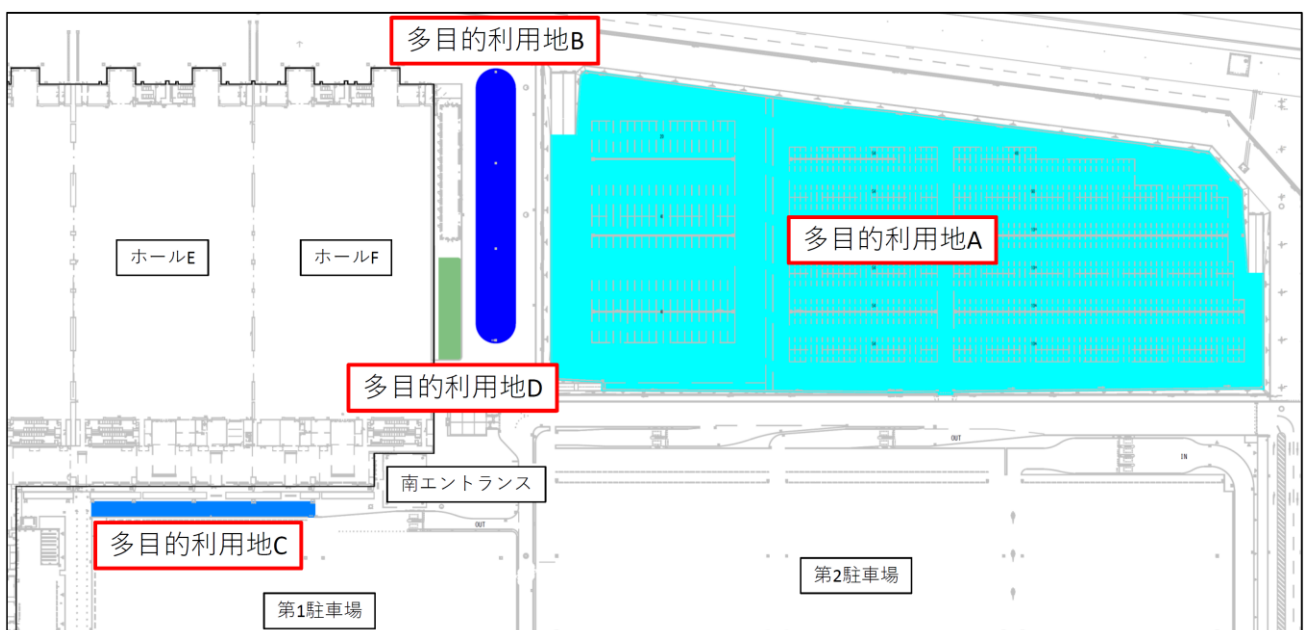 多目的利用地B
多目的利用地A
ホールE
ホールF
多目的利用地D
OUT
OUT
IN
南エントランス
OUT
多目的利用地C
第2駐車場
第1駐車場